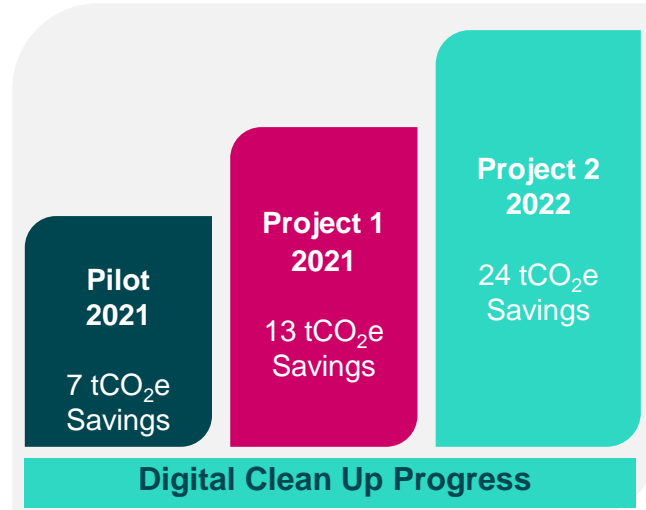 Pilot
2021
7 tCO₂e
Savings
Project 1
2021
13 tCO₂e
Savings
Project 2
2022
24 tCO₂e
Savings
Digital Clean Up Progress